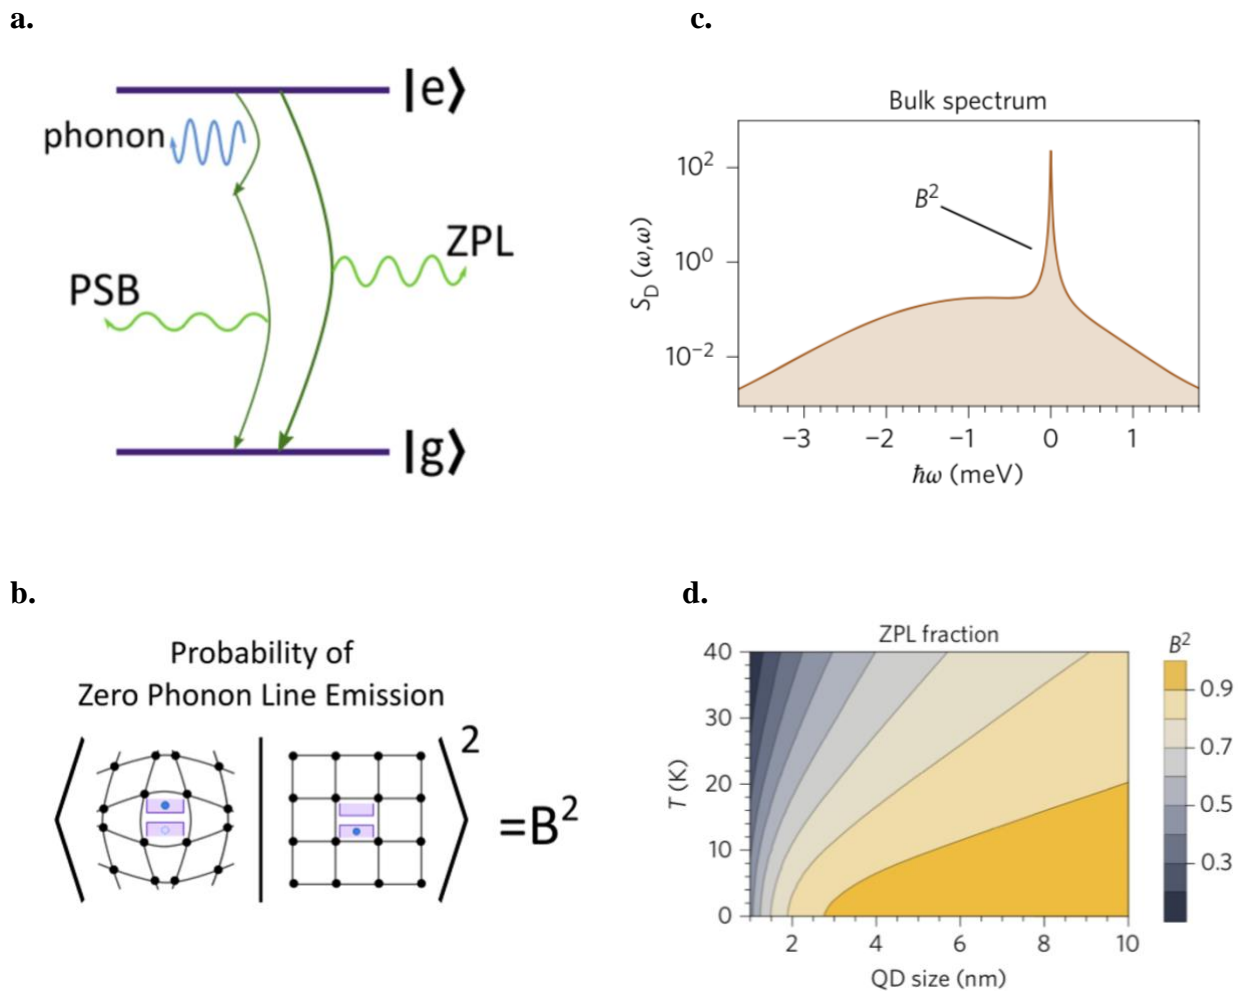 a.
|e⟩
phonon
ZPL
PSB
|g⟩
b.
Probability of
Zero Phonon Line Emission
2
=B²
c.
Bulk spectrum
B²
S_D (ω,ω)
10²
10⁰
10⁻²
−3 −2 −1 0 1
ħω (meV)
d.
ZPL fraction
B²
T (K)
40
30
20
10
0
2 4 6 8 10
QD size (nm)
0.9
0.7
0.5
0.3